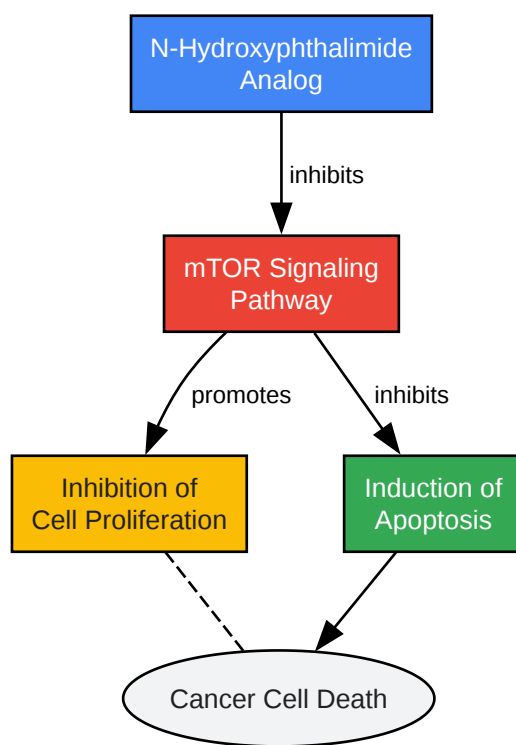 N-Hydroxyphthalimide
Analog
inhibits
mTOR Signaling
Pathway
promotes
inhibits
Inhibition of
Cell Proliferation
Induction of
Apoptosis
Cancer Cell Death